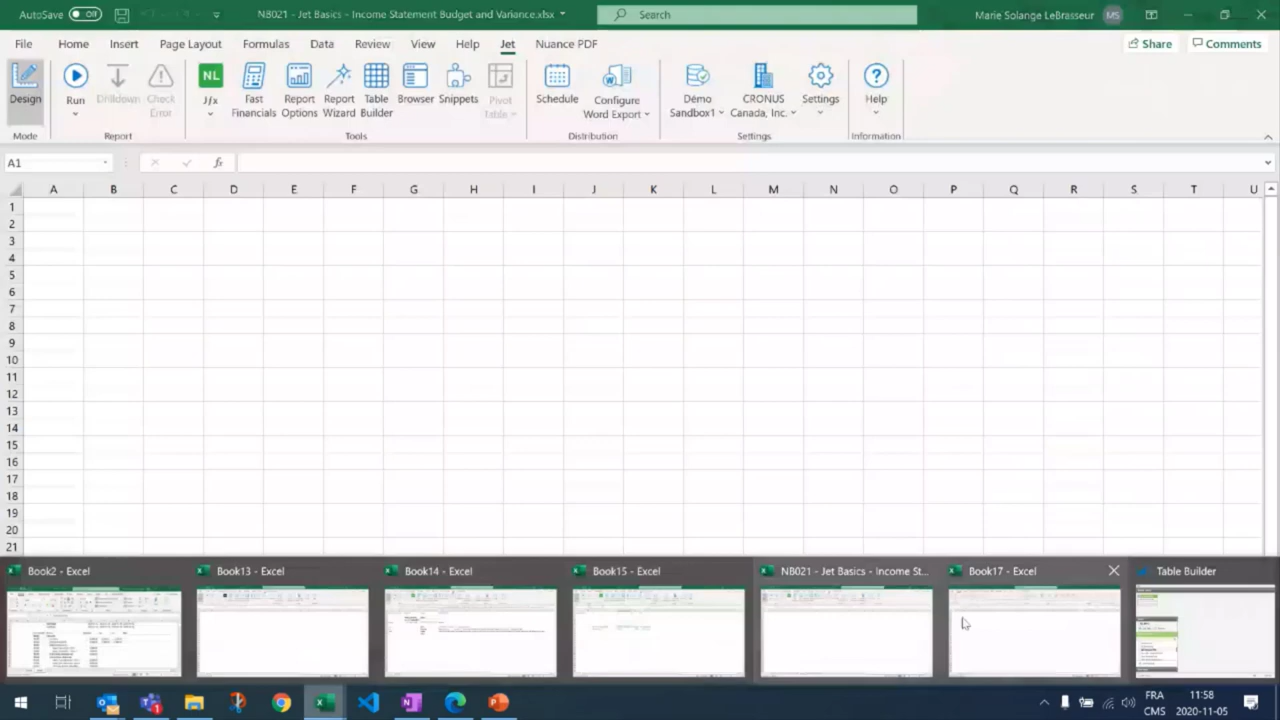 AutoSave Off NB021 - Jet Basics - Income Statement Budget and Variance.xlsx Search Marie Solange LeBrasseur MS
File Home Insert Page Layout Formulas Data Review View Help Jet Nuance PDF Share Comments
NL
Design Run Drilldown Check Error Jfx Fast Financials Report Options Report Wizard Table Builder Browser Snippets Pivot Table Schedule Configure Word Export Démo Sandbox1 CRONUS Canada, Inc. Settings Help
Mode Report Tools Distribution Settings Information
A1 fx
A B C D E F G H I J K L M N O P Q R S T U
1
2
3
4
5
6
7
8
9
10
11
12
13
14
15
16
17
18
19
20
21
Book2 - Excel Book13 - Excel Book14 - Excel Book15 - Excel NB021 - Jet Basics - Income St... Book17 - Excel Table Builder
FRA 11:58
CMS 2020-11-05